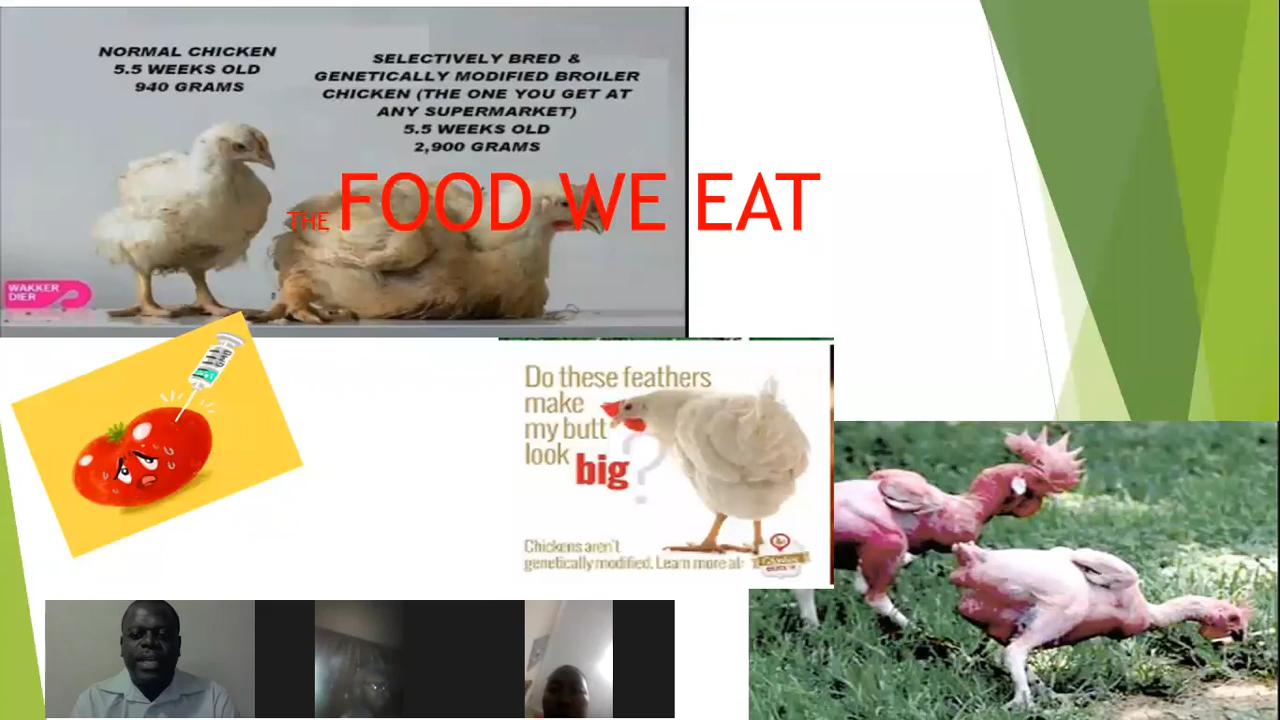 NORMAL CHICKEN
5.5 WEEKS OLD
940 GRAMS
SELECTIVELY BRED &
GENETICALLY MODIFIED BROILER
CHICKEN (THE ONE YOU GET AT
ANY SUPERMARKET)
5.5 WEEKS OLD
2,900 GRAMS
THE FOOD WE EAT
WAKKER
DIER
GMO
Do these feathers
make
my butt
look big?
Chickens aren't
genetically modified. Learn more at: